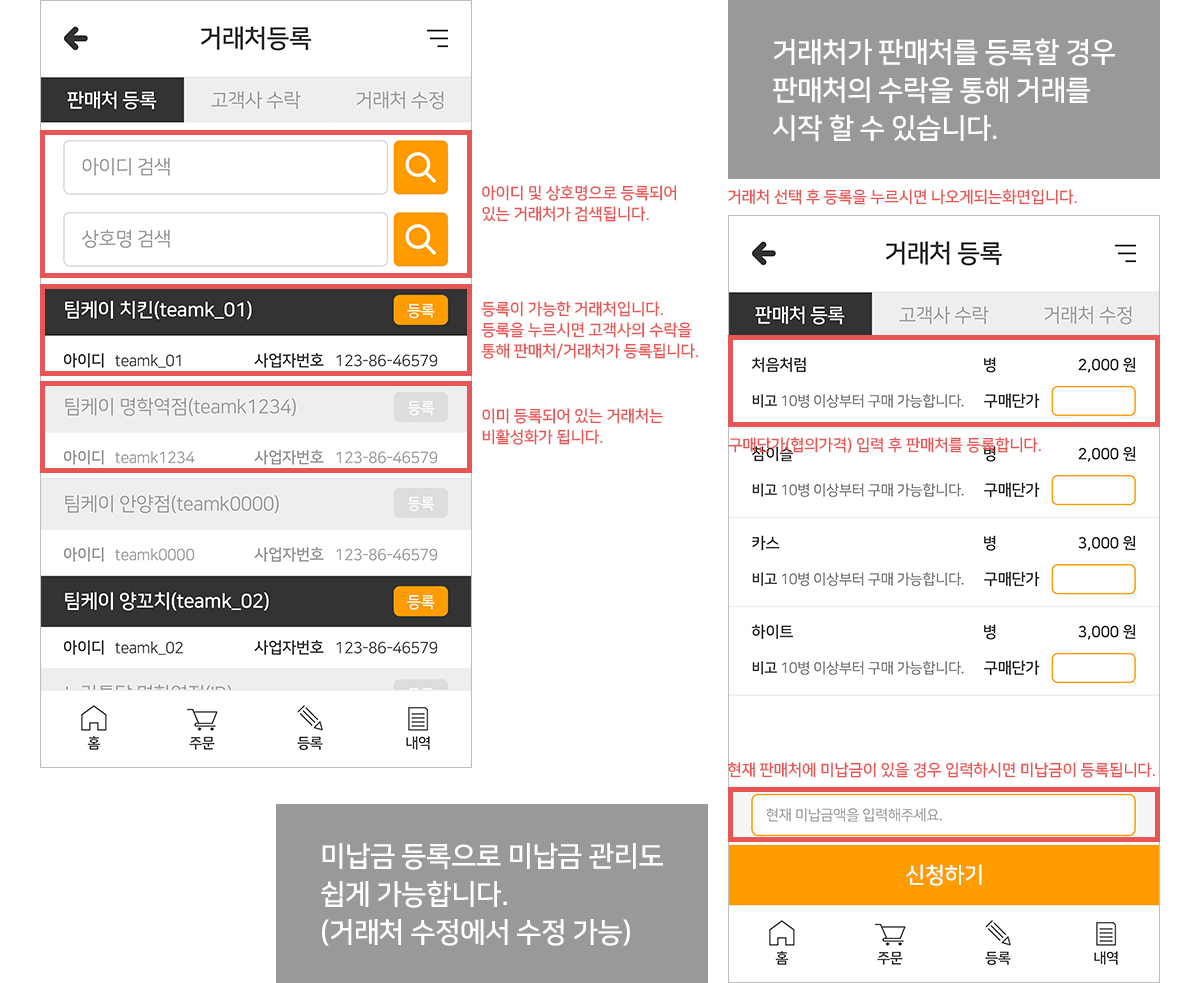 거래처등록
판매처 등록
고객사 수락
거래처 수정
아이디 검색
상호명 검색
아이디 및 상호명으로 등록되어
있는 거래처가 검색됩니다.
팀케이 치킨(teamk_01)
등록
아이디 teamk_01 사업자번호 123-86-46579
등록이 가능한 거래처입니다.
등록을 누르시면 고객사의 수락을
통해 판매처/거래처가 등록됩니다.
팀케이 명학역점(teamk1234)
등록
아이디 teamk1234 사업자번호 123-86-46579
이미 등록되어 있는 거래처는
비활성화가 됩니다.
팀케이 안양점(teamk0000)
등록
아이디 teamk0000 사업자번호 123-86-46579
팀케이 양꼬치(teamk_02)
등록
아이디 teamk_02 사업자번호 123-86-46579
홈
주문
등록
내역
거래처가 판매처를 등록할 경우
판매처의 수락을 통해 거래를
시작 할 수 있습니다.
거래처 선택 후 등록을 누르시면 나오게되는화면입니다.
거래처 등록
판매처 등록
고객사 수락
거래처 수정
처음처럼 병 2,000 원
비고 10병 이상부터 구매 가능합니다. 구매단가
구매단가(협의가격) 입력 후 판매처를 등록합니다.
참이슬 병 2,000 원
비고 10병 이상부터 구매 가능합니다. 구매단가
카스 병 3,000 원
비고 10병 이상부터 구매 가능합니다. 구매단가
하이트 병 3,000 원
비고 10병 이상부터 구매 가능합니다. 구매단가
현재 판매처에 미납금이 있을 경우 입력하시면 미납금이 등록됩니다.
현재 미납금액을 입력해주세요.
신청하기
홈
주문
등록
내역
미납금 등록으로 미납금 관리도
쉽게 가능합니다.
(거래처 수정에서 수정 가능)